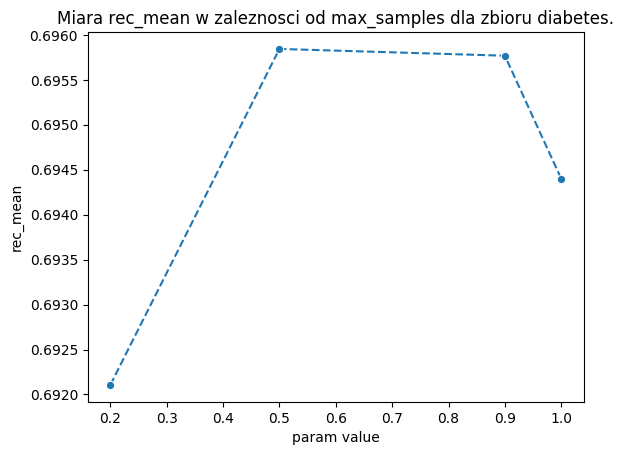 Miara rec_mean w zaleznosci od max_samples dla zbioru diabetes.
0.6960
0.6955
0.6950
0.6945
0.6940
0.6935
0.6930
0.6925
0.6920
rec_mean
0.2 0.3 0.4 0.5 0.6 0.7 0.8 0.9 1.0
param value